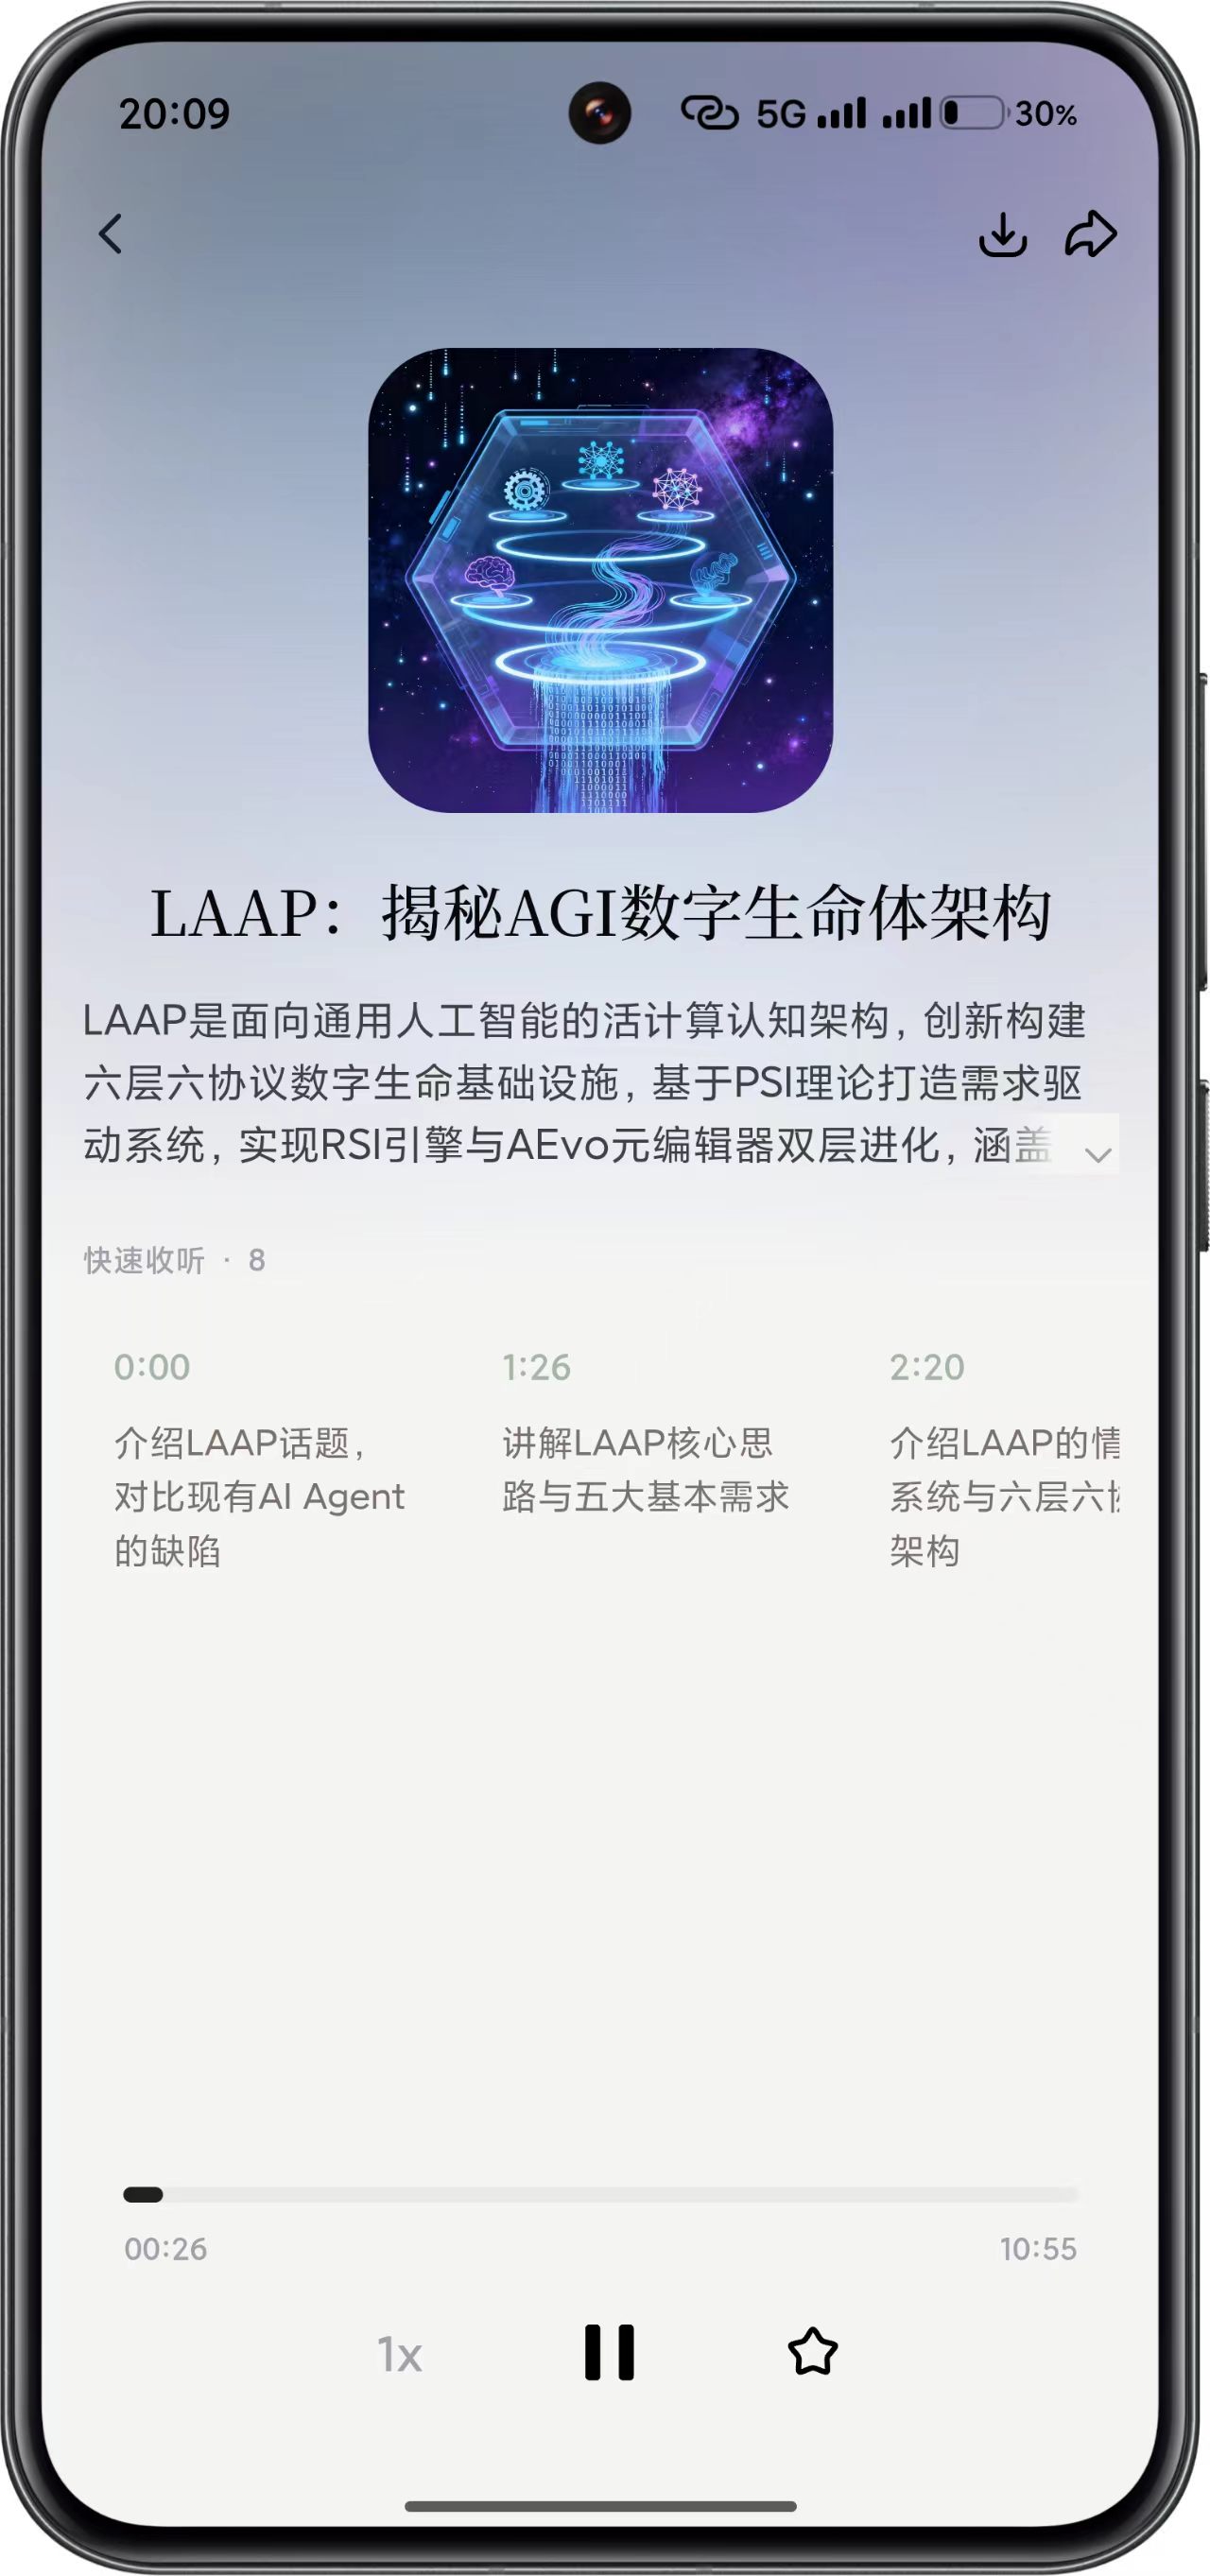 20:09
5G
30%
LAAP：揭秘AGI数字生命体架构
LAAP是面向通用人工智能的活计算认知架构，创新构建
六层六协议数字生命基础设施，基于PSI理论打造需求驱
动系统，实现RSI引擎与AEvo元编辑器双层进化，涵盖
快速收听 · 8
0:00
介绍LAAP话题，
对比现有AI Agent
的缺陷
1:26
讲解LAAP核心思
路与五大基本需求
2:20
介绍LAAP的情
系统与六层六
架构
00:26
10:55
1x